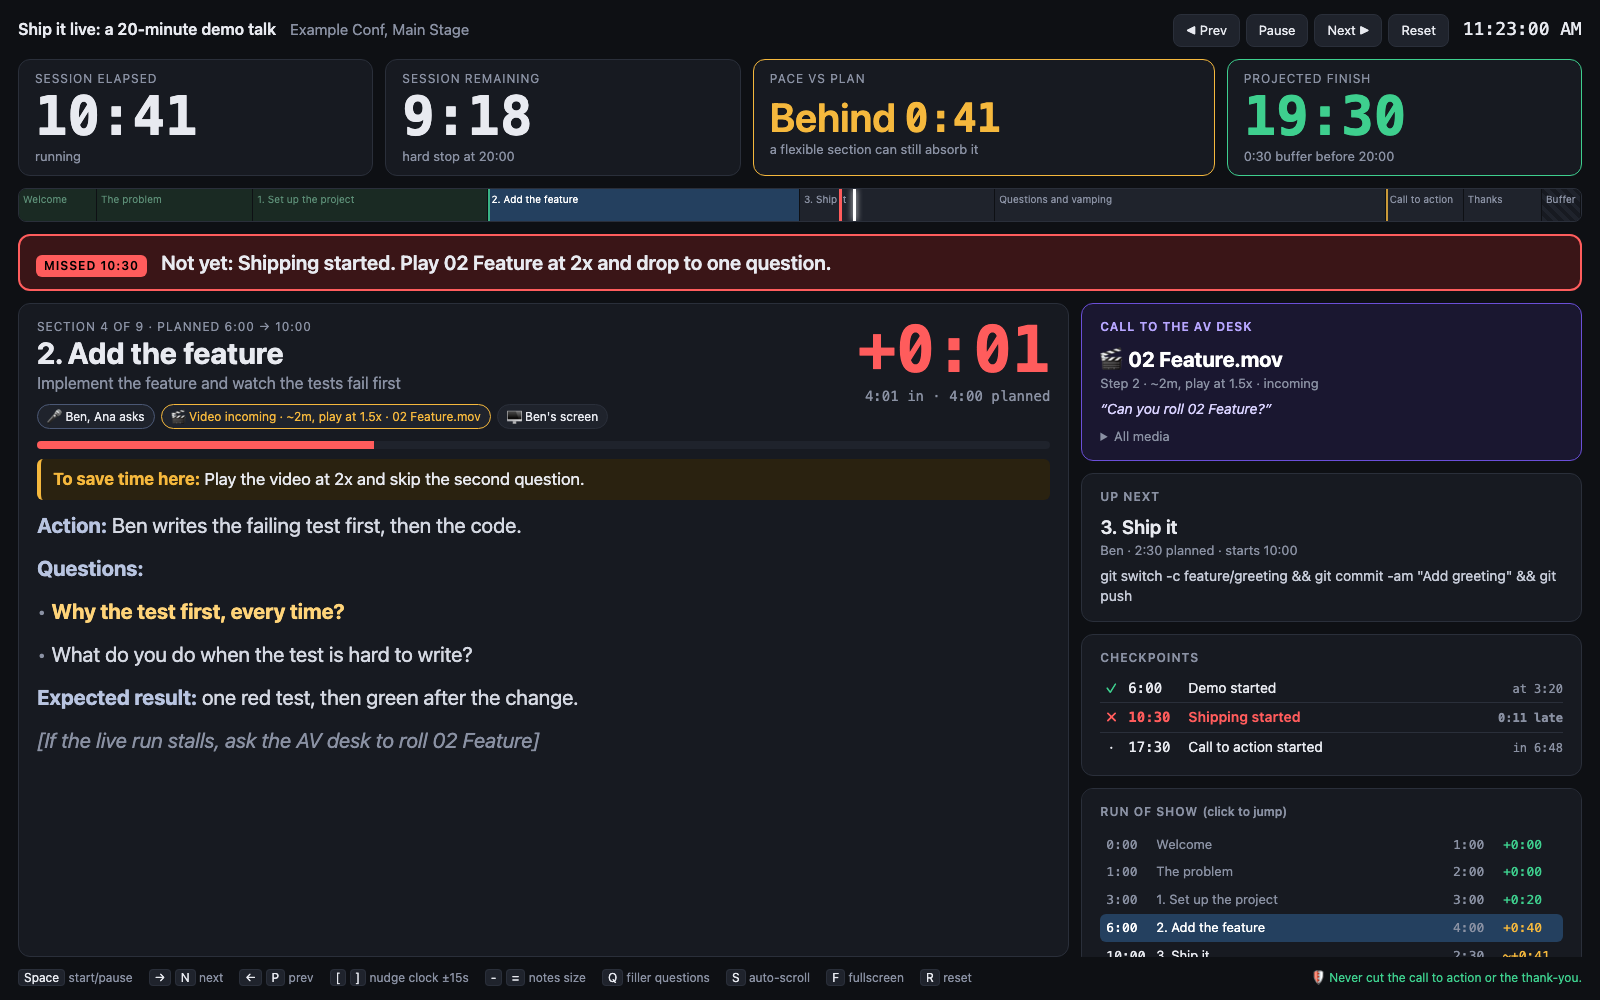 Ship it live: a 20-minute demo talk Example Conf, Main Stage
◀ Prev Pause Next ▶ Reset 11:23:00 AM
SESSION ELAPSED
10:41
running
SESSION REMAINING
9:18
hard stop at 20:00
PACE VS PLAN
Behind 0:41
a flexible section can still absorb it
PROJECTED FINISH
19:30
0:30 buffer before 20:00
Welcome The problem 1. Set up the project 2. Add the feature 3. Ship it Questions and vamping Call to action Thanks Buffer
MISSED 10:30 Not yet: Shipping started. Play 02 Feature at 2x and drop to one question.
SECTION 4 OF 9 · PLANNED 6:00 → 10:00
2. Add the feature
Implement the feature and watch the tests fail first
+0:01
4:01 in · 4:00 planned
🎤 Ben, Ana asks 🎬 Video incoming · ~2m, play at 1.5x · 02 Feature.mov 🖥️ Ben's screen
To save time here: Play the video at 2x and skip the second question.
Action: Ben writes the failing test first, then the code.
Questions:
• Why the test first, every time?
• What do you do when the test is hard to write?
Expected result: one red test, then green after the change.
[If the live run stalls, ask the AV desk to roll 02 Feature]
CALL TO THE AV DESK
🎬 02 Feature.mov
Step 2 · ~2m, play at 1.5x · incoming
“Can you roll 02 Feature?”
▶ All media
UP NEXT
3. Ship it
Ben · 2:30 planned · starts 10:00
git switch -c feature/greeting && git commit -am "Add greeting" && git
push
CHECKPOINTS
✓ 6:00 Demo started at 3:20
✕ 10:30 Shipping started 0:11 late
· 17:30 Call to action started in 6:48
RUN OF SHOW (click to jump)
0:00 Welcome 1:00 +0:00
1:00 The problem 2:00 +0:00
3:00 1. Set up the project 3:00 +0:20
6:00 2. Add the feature 4:00 +0:40
10:00 3. Ship it 2:30 ~+0:41
Space start/pause → N next ← P prev [ ] nudge clock ±15s - = notes size Q filler questions S auto-scroll F fullscreen R reset
Never cut the call to action or the thank-you.